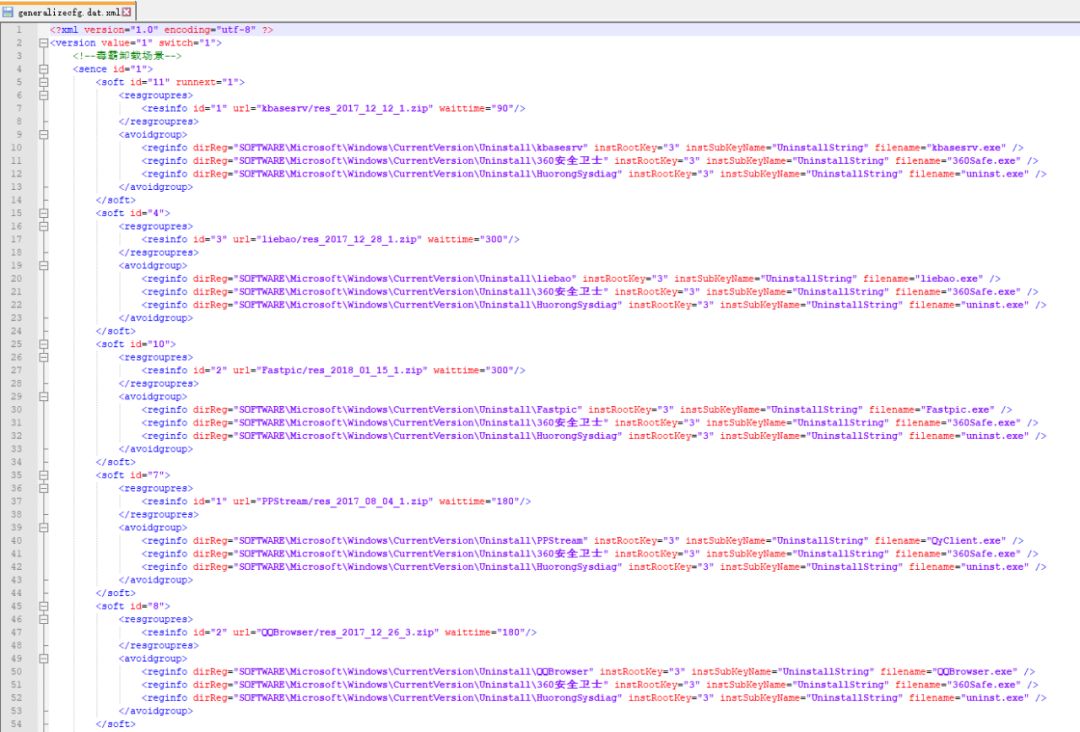 generalizecfg.dat.xml
1 <?xml version="1.0" encoding="utf-8" ?>
2 <version value="1" switch="1">
3 <!--毒霸卸载场景-->
4 <sence id="1">
5 <soft id="11" runnext="1">
6 <resgroupres>
7 <resinfo id="1" url="kbasesrv/res_2017_12_12_1.zip" waittime="90"/>
8 </resgroupres>
9 <avoidgroup>
10 <reginfo dirReg="SOFTWARE\Microsoft\Windows\CurrentVersion\Uninstall\kbasesrv" instRootKey="3" instSubKeyName="UninstallString" filename="kbasesrv.exe" />
11 <reginfo dirReg="SOFTWARE\Microsoft\Windows\CurrentVersion\Uninstall\360安全卫士" instRootKey="3" instSubKeyName="UninstallString" filename="360Safe.exe" />
12 <reginfo dirReg="SOFTWARE\Microsoft\Windows\CurrentVersion\Uninstall\HuorongSysdiag" instRootKey="3" instSubKeyName="UninstallString" filename="uninst.exe" />
13 </avoidgroup>
14 </soft>
15 <soft id="4">
16 <resgroupres>
17 <resinfo id="3" url="liebao/res_2017_12_28_1.zip" waittime="300"/>
18 </resgroupres>
19 <avoidgroup>
20 <reginfo dirReg="SOFTWARE\Microsoft\Windows\CurrentVersion\Uninstall\liebao" instRootKey="3" instSubKeyName="UninstallString" filename="liebao.exe" />
21 <reginfo dirReg="SOFTWARE\Microsoft\Windows\CurrentVersion\Uninstall\360安全卫士" instRootKey="3" instSubKeyName="UninstallString" filename="360Safe.exe" />
22 <reginfo dirReg="SOFTWARE\Microsoft\Windows\CurrentVersion\Uninstall\HuorongSysdiag" instRootKey="3" instSubKeyName="UninstallString" filename="uninst.exe" />
23 </avoidgroup>
24 </soft>
25 <soft id="10">
26 <resgroupres>
27 <resinfo id="2" url="Fastpic/res_2018_01_15_1.zip" waittime="300"/>
28 </resgroupres>
29 <avoidgroup>
30 <reginfo dirReg="SOFTWARE\Microsoft\Windows\CurrentVersion\Uninstall\Fastpic" instRootKey="3" instSubKeyName="UninstallString" filename="Fastpic.exe" />
31 <reginfo dirReg="SOFTWARE\Microsoft\Windows\CurrentVersion\Uninstall\360安全卫士" instRootKey="3" instSubKeyName="UninstallString" filename="360Safe.exe" />
32 <reginfo dirReg="SOFTWARE\Microsoft\Windows\CurrentVersion\Uninstall\HuorongSysdiag" instRootKey="3" instSubKeyName="UninstallString" filename="uninst.exe" />
33 </avoidgroup>
34 </soft>
35 <soft id="7">
36 <resgroupres>
37 <resinfo id="1" url="PPStream/res_2017_08_04_1.zip" waittime="180"/>
38 </resgroupres>
39 <avoidgroup>
40 <reginfo dirReg="SOFTWARE\Microsoft\Windows\CurrentVersion\Uninstall\PPStream" instRootKey="3" instSubKeyName="UninstallString" filename="QyClient.exe" />
41 <reginfo dirReg="SOFTWARE\Microsoft\Windows\CurrentVersion\Uninstall\360安全卫士" instRootKey="3" instSubKeyName="UninstallString" filename="360Safe.exe" />
42 <reginfo dirReg="SOFTWARE\Microsoft\Windows\CurrentVersion\Uninstall\HuorongSysdiag" instRootKey="3" instSubKeyName="UninstallString" filename="uninst.exe" />
43 </avoidgroup>
44 </soft>
45 <soft id="8">
46 <resgroupres>
47 <resinfo id="2" url="QQBrowser/res_2017_12_26_3.zip" waittime="180"/>
48 </resgroupres>
49 <avoidgroup>
50 <reginfo dirReg="SOFTWARE\Microsoft\Windows\CurrentVersion\Uninstall\QQBrowser" instRootKey="3" instSubKeyName="UninstallString" filename="QQBrowser.exe" />
51 <reginfo dirReg="SOFTWARE\Microsoft\Windows\CurrentVersion\Uninstall\360安全卫士" instRootKey="3" instSubKeyName="UninstallString" filename="360Safe.exe" />
52 <reginfo dirReg="SOFTWARE\Microsoft\Windows\CurrentVersion\Uninstall\HuorongSysdiag" instRootKey="3" instSubKeyName="UninstallString" filename="uninst.exe" />
53 </avoidgroup>
54 </soft>